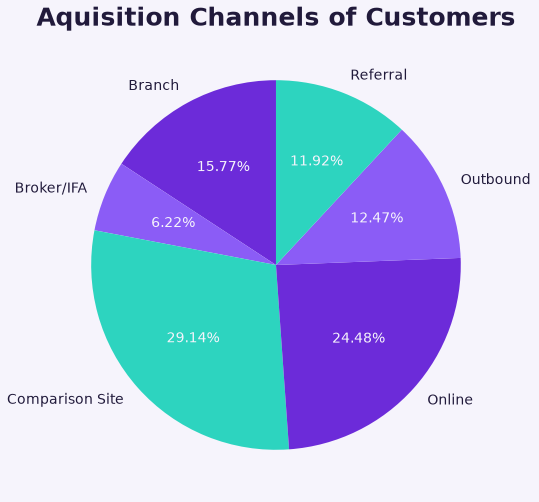 Aquisition Channels of Customers
Referral
Branch
11.92%
15.77%
Outbound
Broker/IFA
12.47%
6.22%
29.14%
24.48%
Comparison Site
Online